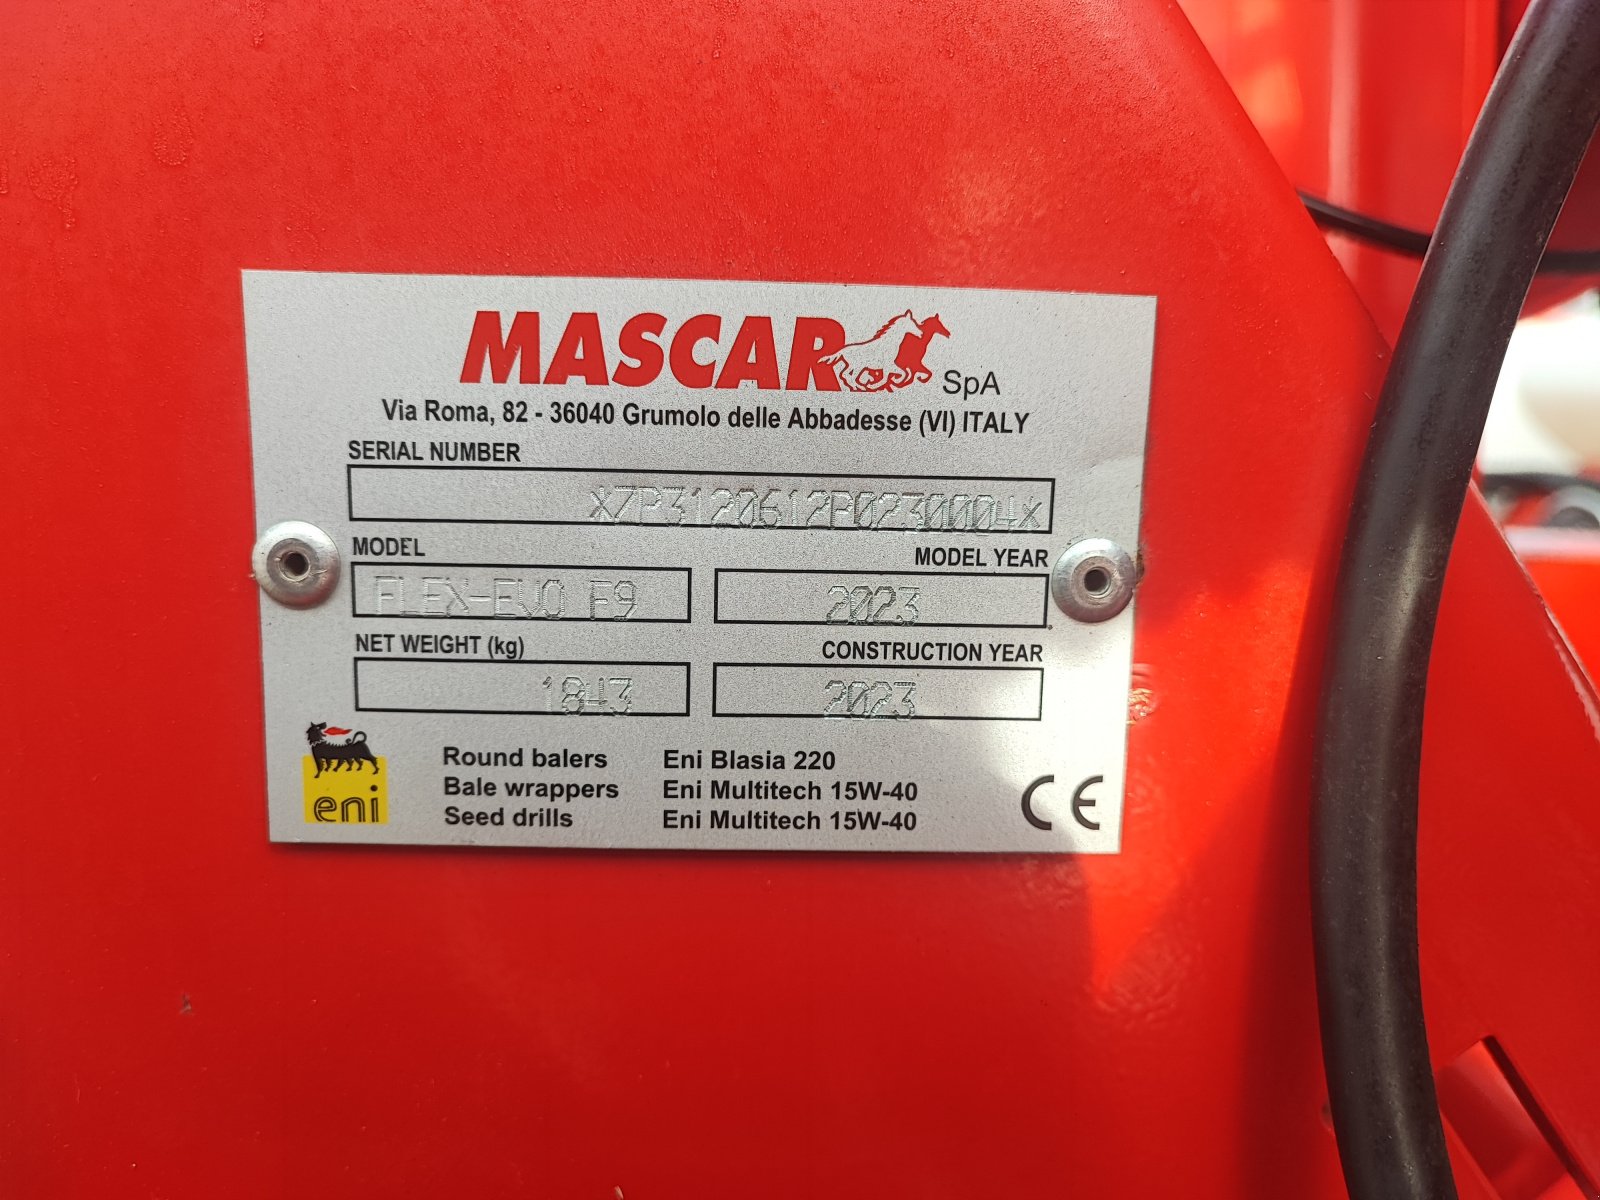 MASCAR SpA
Via Roma, 82 - 36040 Grumolo delle Abbadesse (VI) ITALY
SERIAL NUMBER
*ZP3120612P0230004*
MODEL MODEL YEAR
FLEX-EVO F9 2023
NET WEIGHT (kg) CONSTRUCTION YEAR
1843 2023
eni
Round balers Eni Blasia 220
Bale wrappers Eni Multitech 15W-40
Seed drills Eni Multitech 15W-40
CE